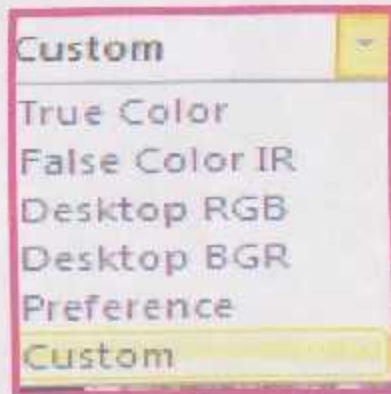 Custom
True Color
False Color IR
Desktop RGB
Desktop BGR
Preference
Custom